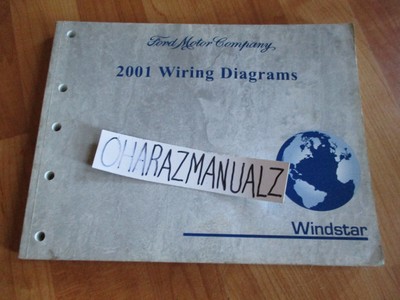 Ford Motor Company,
2001 Wiring Diagrams
OHARAZMANUALZ
Windstar